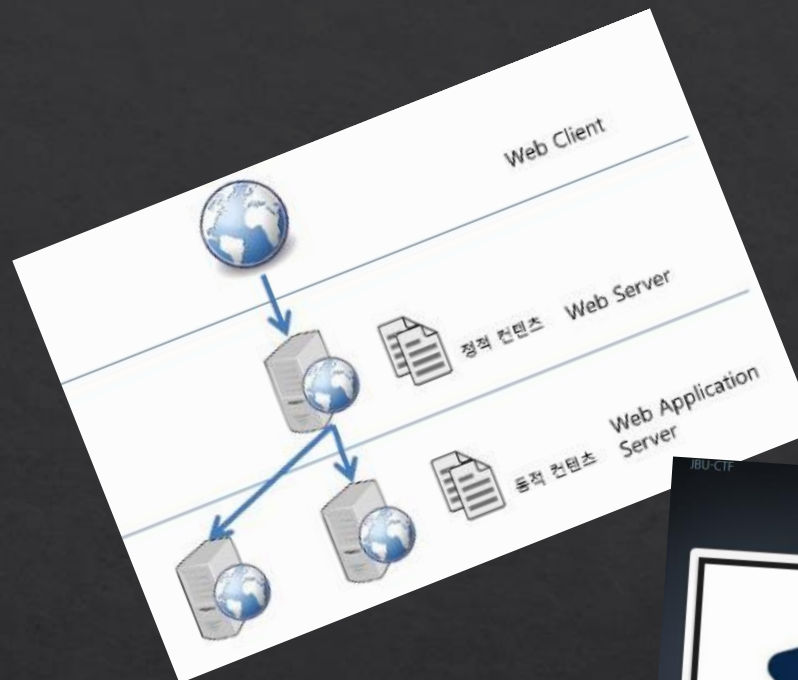 Web Client
정적 컨텐츠 Web Server
동적 컨텐츠 Web Application
Server
JBU-CTF